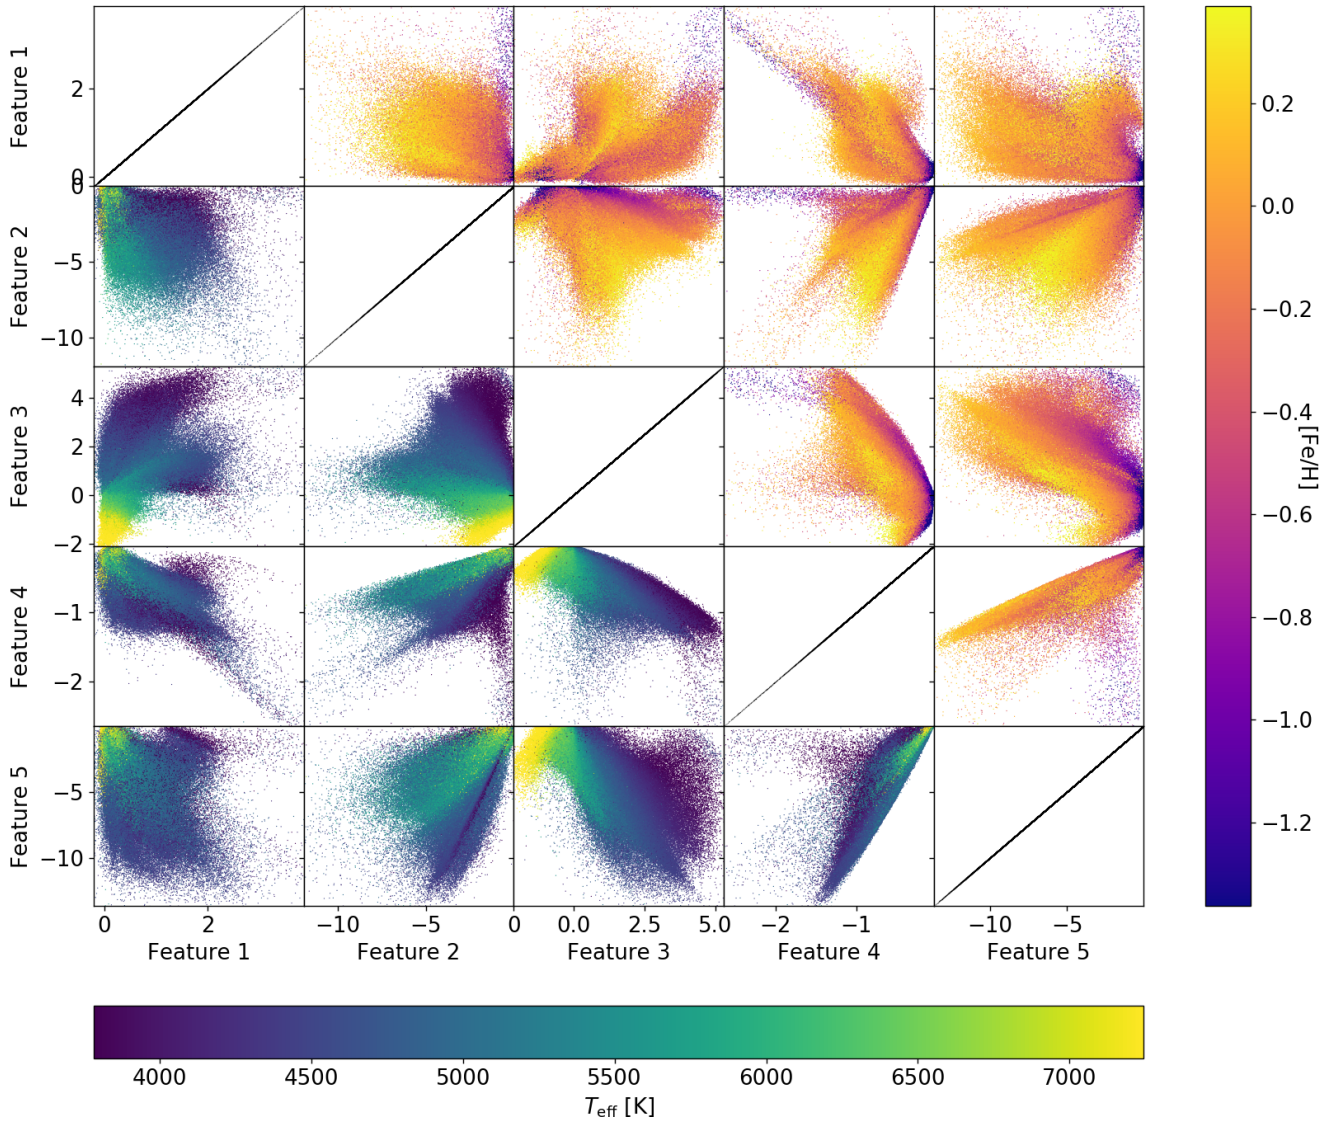 Feature 1
2
0
0
Feature 2
−5
−10
Feature 3
4
2
0
−2
Feature 4
−1
−2
Feature 5
−5
−10
0 2 −10 −5 0 0.0 2.5 5.0 −2 −1 −10 −5
Feature 1 Feature 2 Feature 3 Feature 4 Feature 5
0.2
0.0
−0.2
−0.4
−0.6
−0.8
−1.0
−1.2
[Fe/H]
4000 4500 5000 5500 6000 6500 7000
T_eff [K]